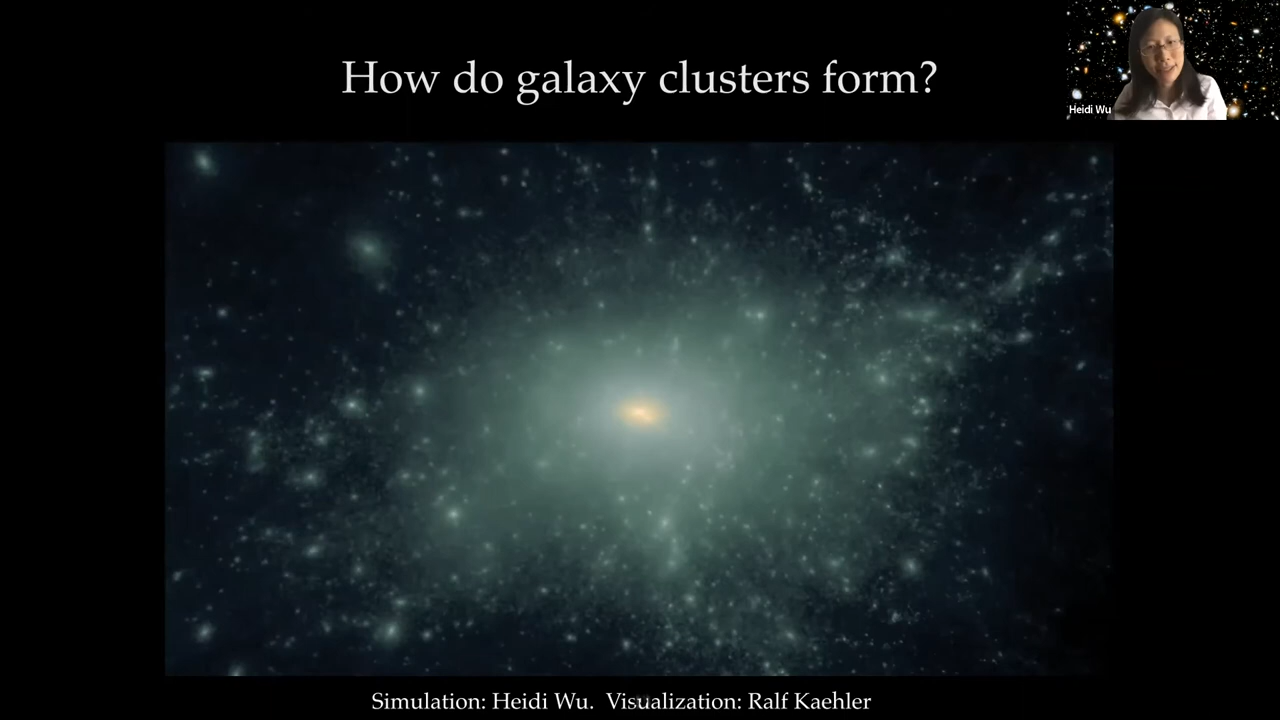 How do galaxy clusters form?
Heidi Wu
Simulation: Heidi Wu. Visualization: Ralf Kaehler